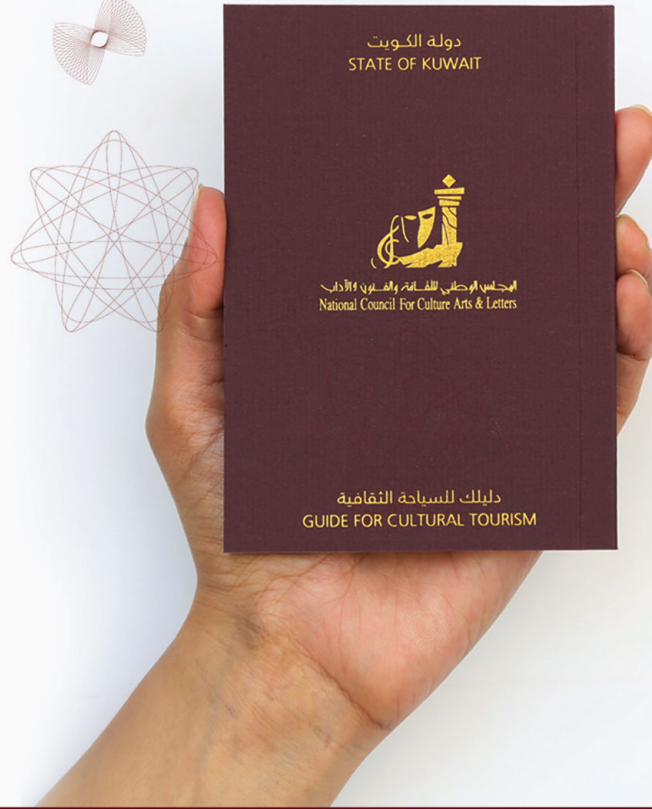 دولة الكويت
STATE OF KUWAIT
المجلس الوطني للثقافة والفنون والآداب
National Council For Culture Arts & Letters
دليلك للسياحة الثقافية
GUIDE FOR CULTURAL TOURISM